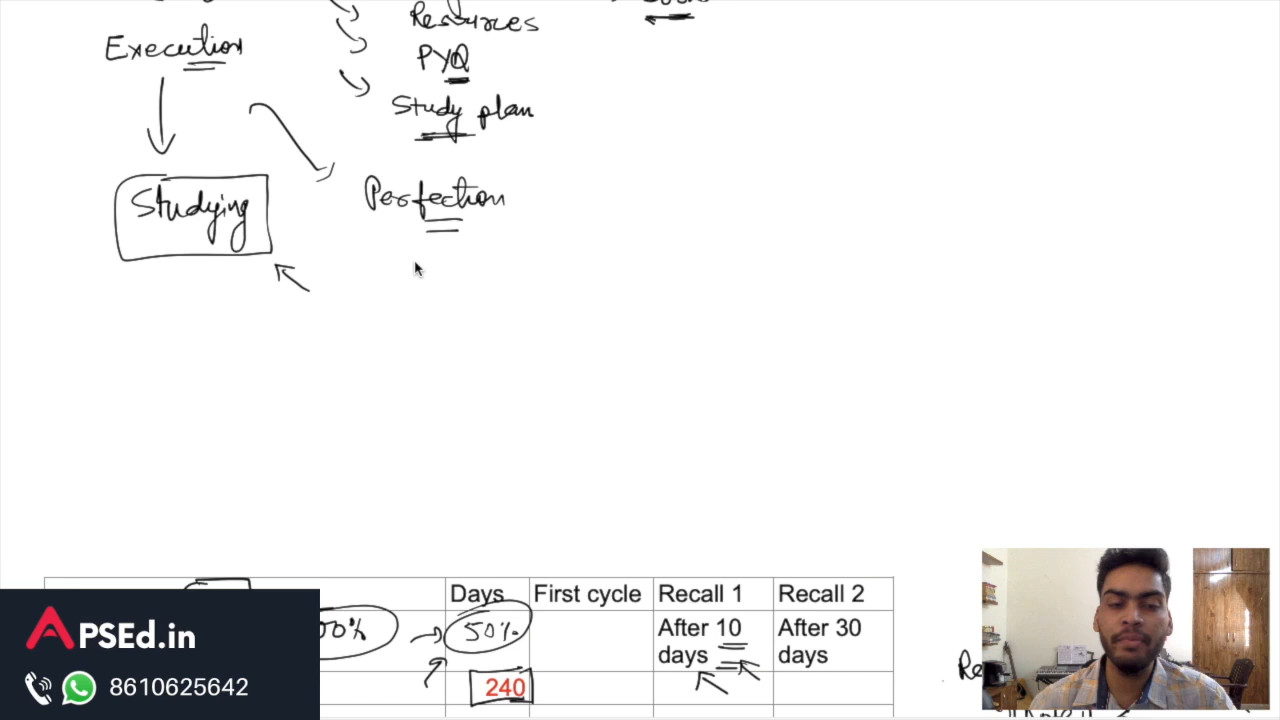 Resources
Execution
PYQ
Study plan
Studying
Perfection
Days First cycle Recall 1 Recall 2
50% After 10 days After 30 days
240
APSEd.in
8610625642